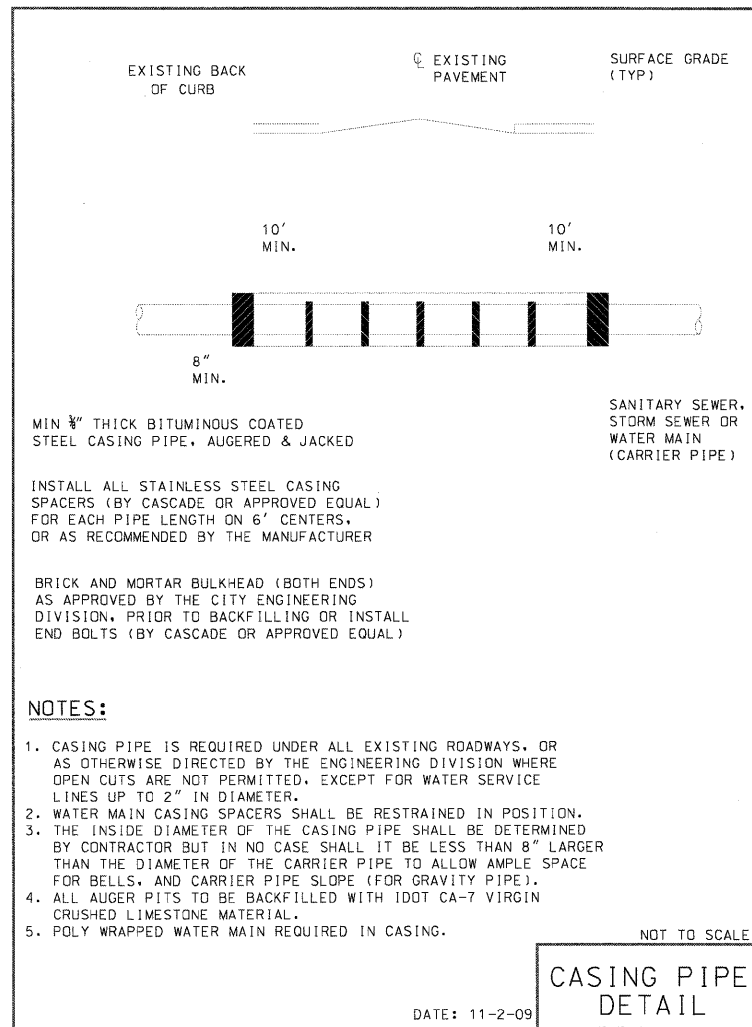 EXISTING BACK
OF CURB
℄ EXISTING
PAVEMENT
SURFACE GRADE
(TYP)
10'
MIN.
10'
MIN.
8"
MIN.
SANITARY SEWER,
STORM SEWER OR
WATER MAIN
(CARRIER PIPE)
MIN " THICK BITUMINOUS COATED
STEEL CASING PIPE, AUGERED & JACKED
INSTALL ALL STAINLESS STEEL CASING
SPACERS (BY CASCADE OR APPROVED EQUAL)
FOR EACH PIPE LENGTH ON 6' CENTERS,
OR AS RECOMMENDED BY THE MANUFACTURER
BRICK AND MORTAR BULKHEAD (BOTH ENDS)
AS APPROVED BY THE CITY ENGINEERING
DIVISION, PRIOR TO BACKFILLING OR INSTALL
END BOLTS (BY CASCADE OR APPROVED EQUAL)
NOTES:
1. CASING PIPE IS REQUIRED UNDER ALL EXISTING ROADWAYS, OR
AS OTHERWISE DIRECTED BY THE ENGINEERING DIVISION WHERE
OPEN CUTS ARE NOT PERMITTED, EXCEPT FOR WATER SERVICE
LINES UP TO 2" IN DIAMETER.
2. WATER MAIN CASING SPACERS SHALL BE RESTRAINED IN POSITION.
3. THE INSIDE DIAMETER OF THE CASING PIPE SHALL BE DETERMINED
BY CONTRACTOR BUT IN NO CASE SHALL IT BE LESS THAN 8" LARGER
THAN THE DIAMETER OF THE CARRIER PIPE TO ALLOW AMPLE SPACE
FOR BELLS, AND CARRIER PIPE SLOPE (FOR GRAVITY PIPE).
4. ALL AUGER PITS TO BE BACKFILLED WITH IDOT CA-7 VIRGIN
CRUSHED LIMESTONE MATERIAL.
5. POLY WRAPPED WATER MAIN REQUIRED IN CASING.
NOT TO SCALE
CASING PIPE
DETAIL
DATE: 11-2-09